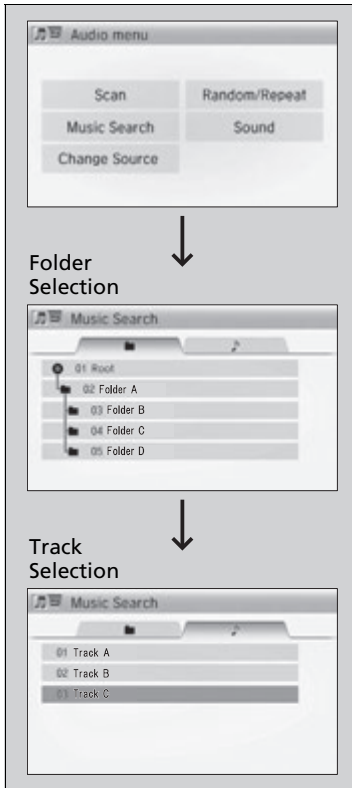 Audio menu
Scan Random/Repeat
Music Search Sound
Change Source
Folder
Selection
Music Search
01 Root
02 Folder A
03 Folder B
04 Folder C
05 Folder D
Track
Selection
Music Search
01 Track A
02 Track B
03 Track C